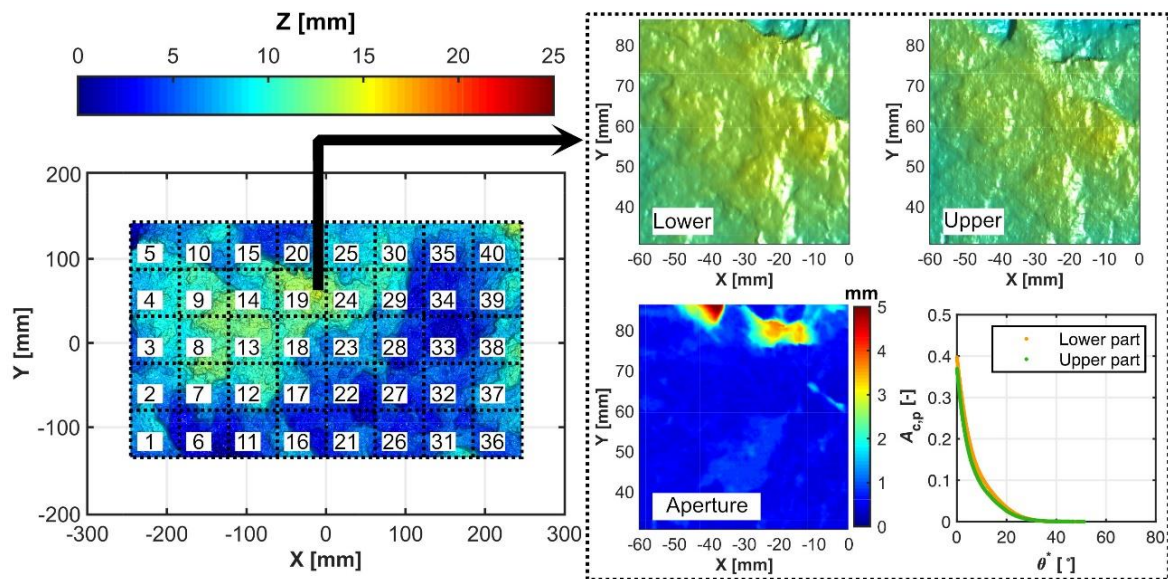 Z [mm]
0 5 10 15 20 25
200
100
0
-100
-200
Y [mm]
5 10 15 20 25 30 35 40
4 9 14 19 24 29 34 39
3 8 13 18 23 28 33 38
2 7 12 17 22 27 32 37
1 6 11 16 21 26 31 36
-300 -200 -100 0 100 200 300
X [mm]
80
70
60
50
40
Y [mm]
Lower
-60 -50 -40 -30 -20 -10 0
X [mm]
80
70
60
50
40
Y [mm]
Upper
-60 -50 -40 -30 -20 -10 0
X [mm]
80
70
60
50
40
Y [mm]
Aperture
-60 -50 -40 -30 -20 -10 0
X [mm]
mm
5
4
3
2
1
0
0.5
0.4
0.3
0.2
0.1
0
A c,p [-]
Lower part
Upper part
0 20 40 60 80
θ* [°]